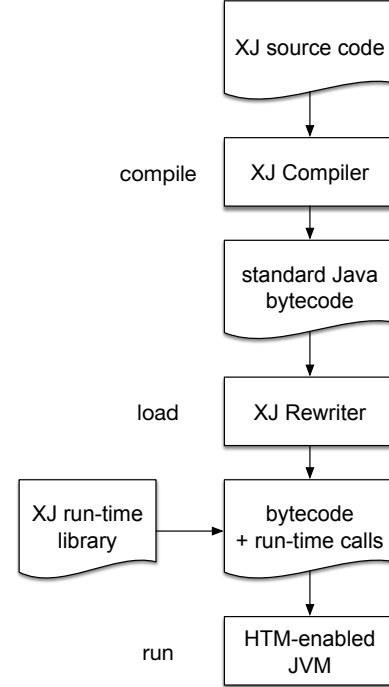 XJ source code
compile
XJ Compiler
standard Java
bytecode
load
XJ Rewriter
XJ run-time
library
bytecode
+ run-time calls
run
HTM-enabled
JVM